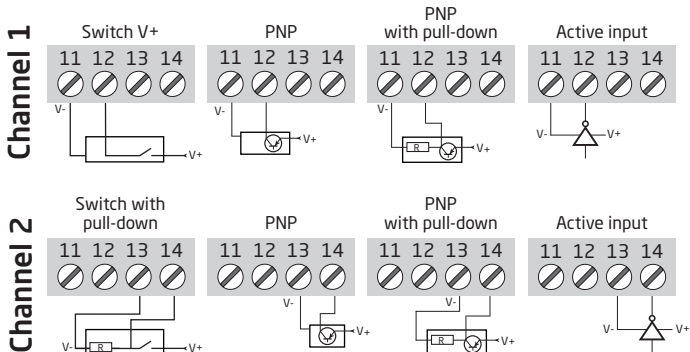 Channel 1
Switch V+
11 12 13 14
V-
V+
PNP
11 12 13 14
V-
V+
PNP
with pull-down
11 12 13 14
V-
R
V+
Active input
11 12 13 14
V-
V+
Channel 2
Switch with
pull-down
11 12 13 14
V-
R
V+
PNP
11 12 13 14
V-
V+
PNP
with pull-down
11 12 13 14
V-
R
V+
Active input
11 12 13 14
V-
V+